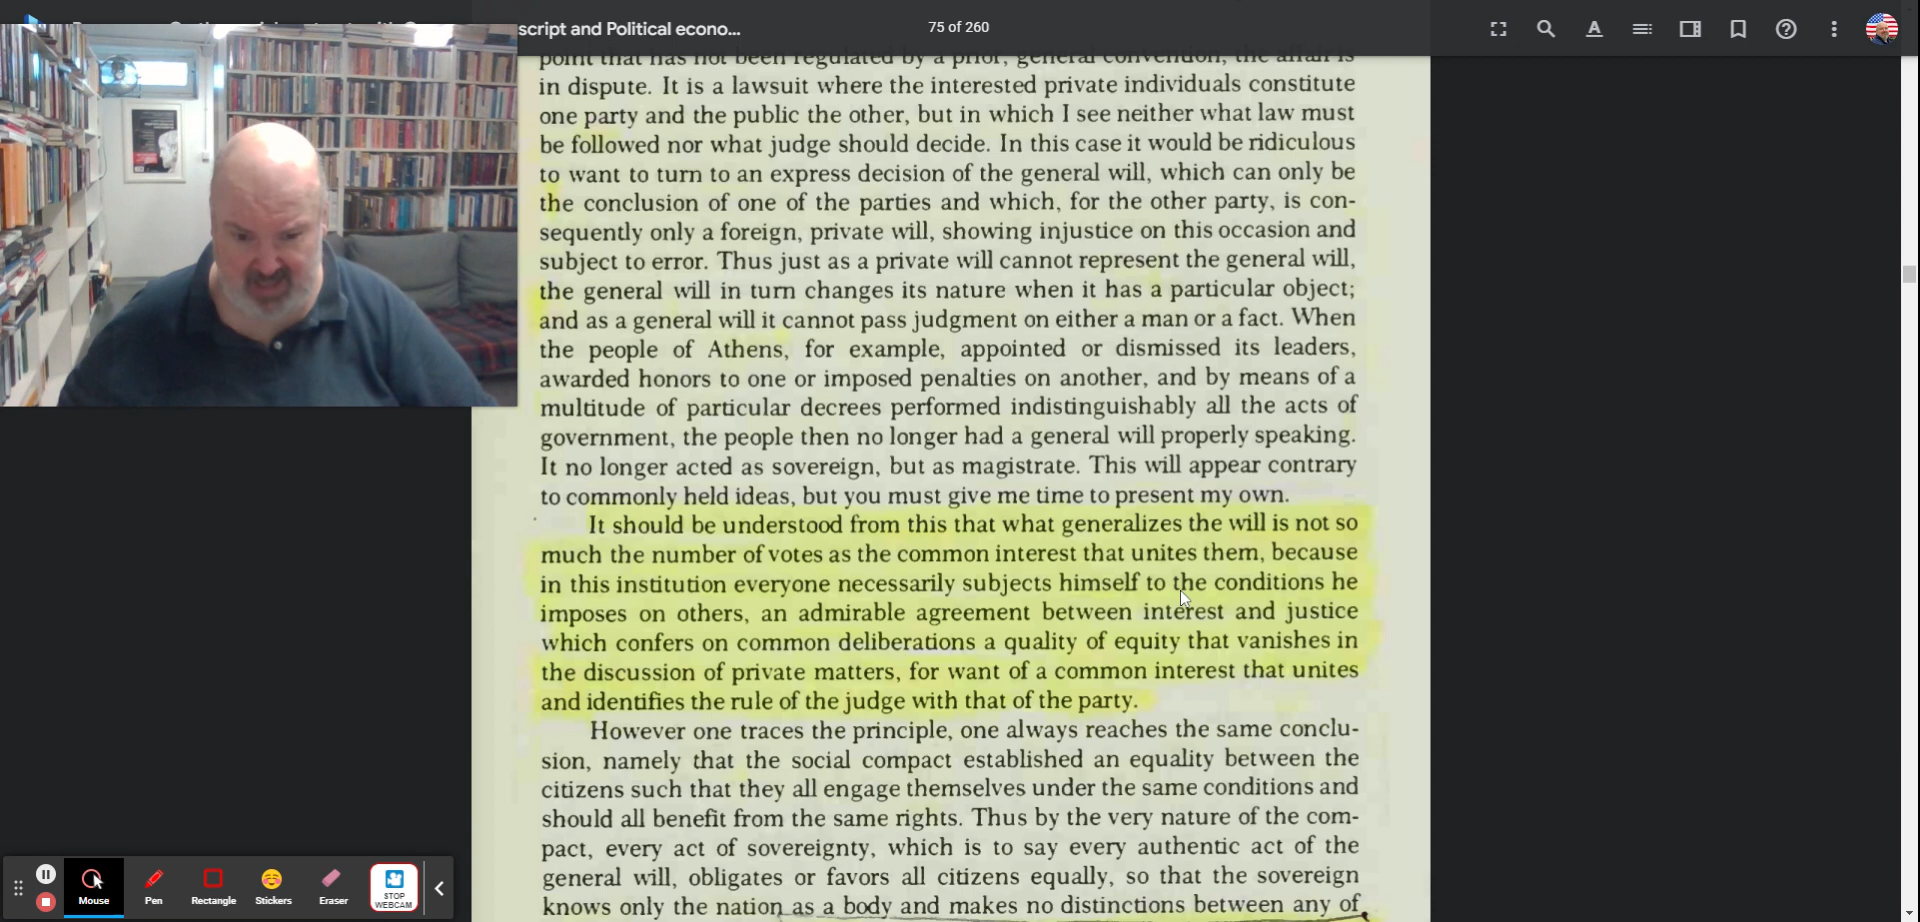 script and Political econo...
75 of 260
point that has not been regulated by a prior, general convention, the affair is
in dispute. It is a lawsuit where the interested private individuals constitute
one party and the public the other, but in which I see neither what law must
be followed nor what judge should decide. In this case it would be ridiculous
to want to turn to an express decision of the general will, which can only be
the conclusion of one of the parties and which, for the other party, is con-
sequently only a foreign, private will, showing injustice on this occasion and
subject to error. Thus just as a private will cannot represent the general will,
the general will in turn changes its nature when it has a particular object;
and as a general will it cannot pass judgment on either a man or a fact. When
the people of Athens, for example, appointed or dismissed its leaders,
awarded honors to one or imposed penalties on another, and by means of a
multitude of particular decrees performed indistinguishably all the acts of
government, the people then no longer had a general will properly speaking.
It no longer acted as sovereign, but as magistrate. This will appear contrary
to commonly held ideas, but you must give me time to present my own.
It should be understood from this that what generalizes the will is not so
much the number of votes as the common interest that unites them, because
in this institution everyone necessarily subjects himself to the conditions he
imposes on others, an admirable agreement between interest and justice
which confers on common deliberations a quality of equity that vanishes in
the discussion of private matters, for want of a common interest that unites
and identifies the rule of the judge with that of the party.
However one traces the principle, one always reaches the same conclu-
sion, namely that the social compact established an equality between the
citizens such that they all engage themselves under the same conditions and
should all benefit from the same rights. Thus by the very nature of the com-
pact, every act of sovereignty, which is to say every authentic act of the
general will, obligates or favors all citizens equally, so that the sovereign
knows only the nation as a body and makes no distinctions between any of
Mouse
Pen
Rectangle
Stickers
Eraser
STOP
WEBCAM